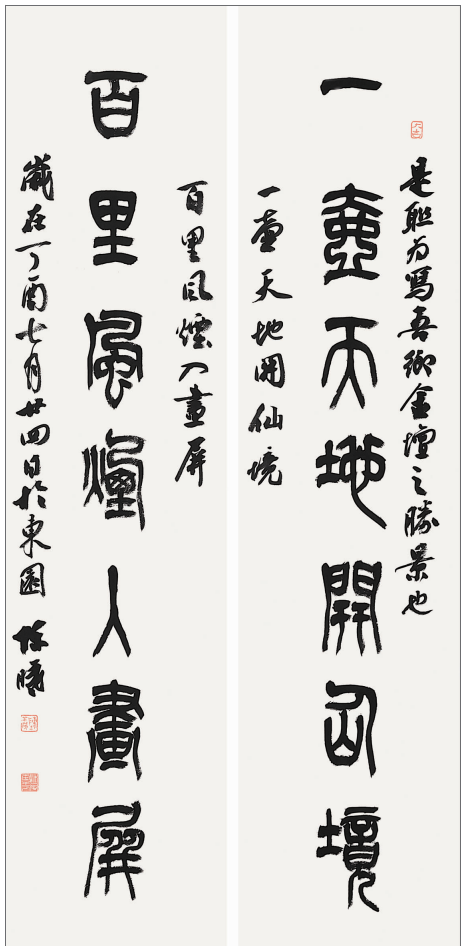 是聯為寫吾鄉金壇之勝景也
一壺天地開仙境
一壺天地開仙境
百里風煙入畫屏
百里風煙入畫屏
歲在丁酉七月廿四日於東園